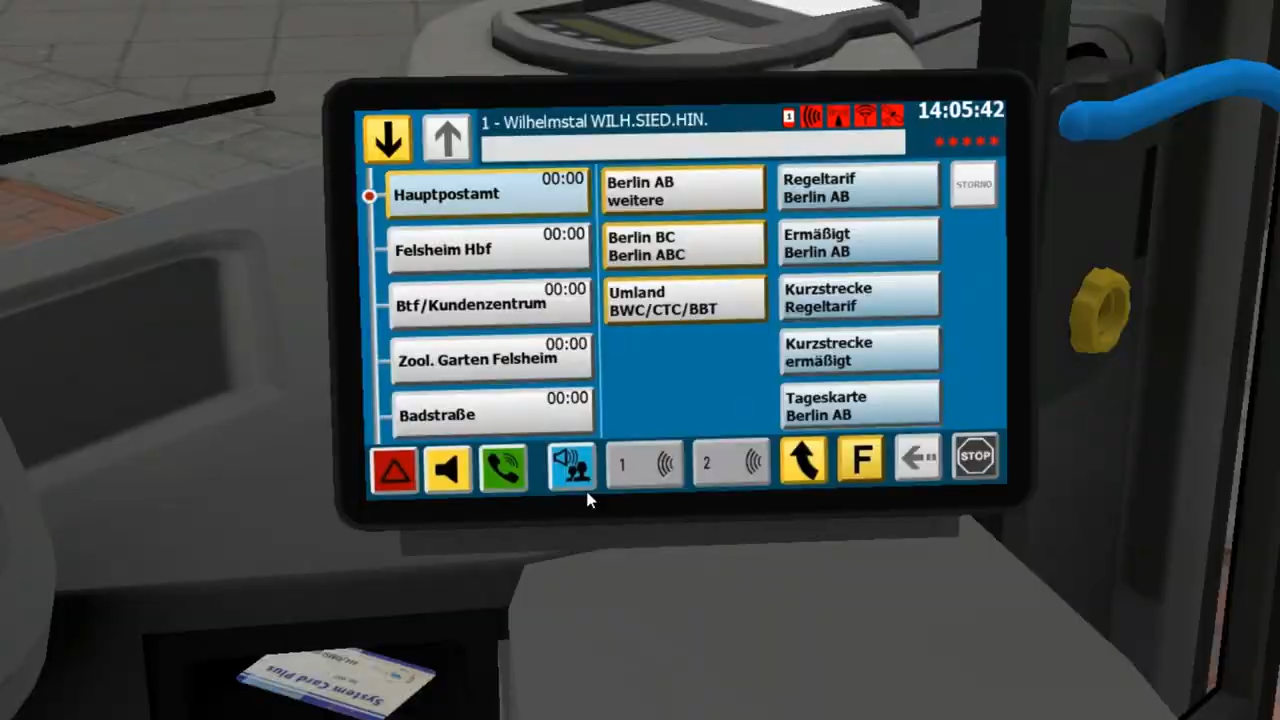 1 - Wilhelmstal WILH.SIED.HIN.
1
14:05:42
*****
Hauptpostamt
00:00
Felsheim Hbf
00:00
Btf/Kundenzentrum
00:00
Zool. Garten Felsheim
00:00
Badstraße
00:00
Berlin AB
weitere
Berlin BC
Berlin ABC
Umland
BWC/CTC/BBT
Regeltarif
Berlin AB
Ermäßigt
Berlin AB
Kurzstrecke
Regeltarif
Kurzstrecke
ermäßigt
Tageskarte
Berlin AB
STORNO
1
2
F
STOP
System Card Plus